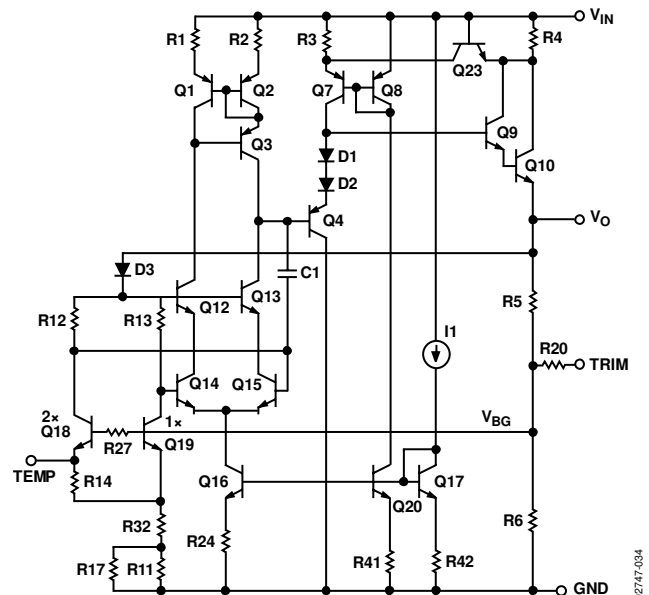 V_IN
R1
R2
R3
R4
Q1
Q2
Q7
Q8
Q23
Q3
Q9
D1
Q10
D2
Q4
V_O
D3
C1
R12
R13
Q12
Q13
R5
I1
R20
TRIM
Q14
Q15
2×
1×
V_BG
Q18
R27
Q19
TEMP
R14
Q16
Q17
Q20
R6
R32
R24
R17
R11
R41
R42
GND
02747-034